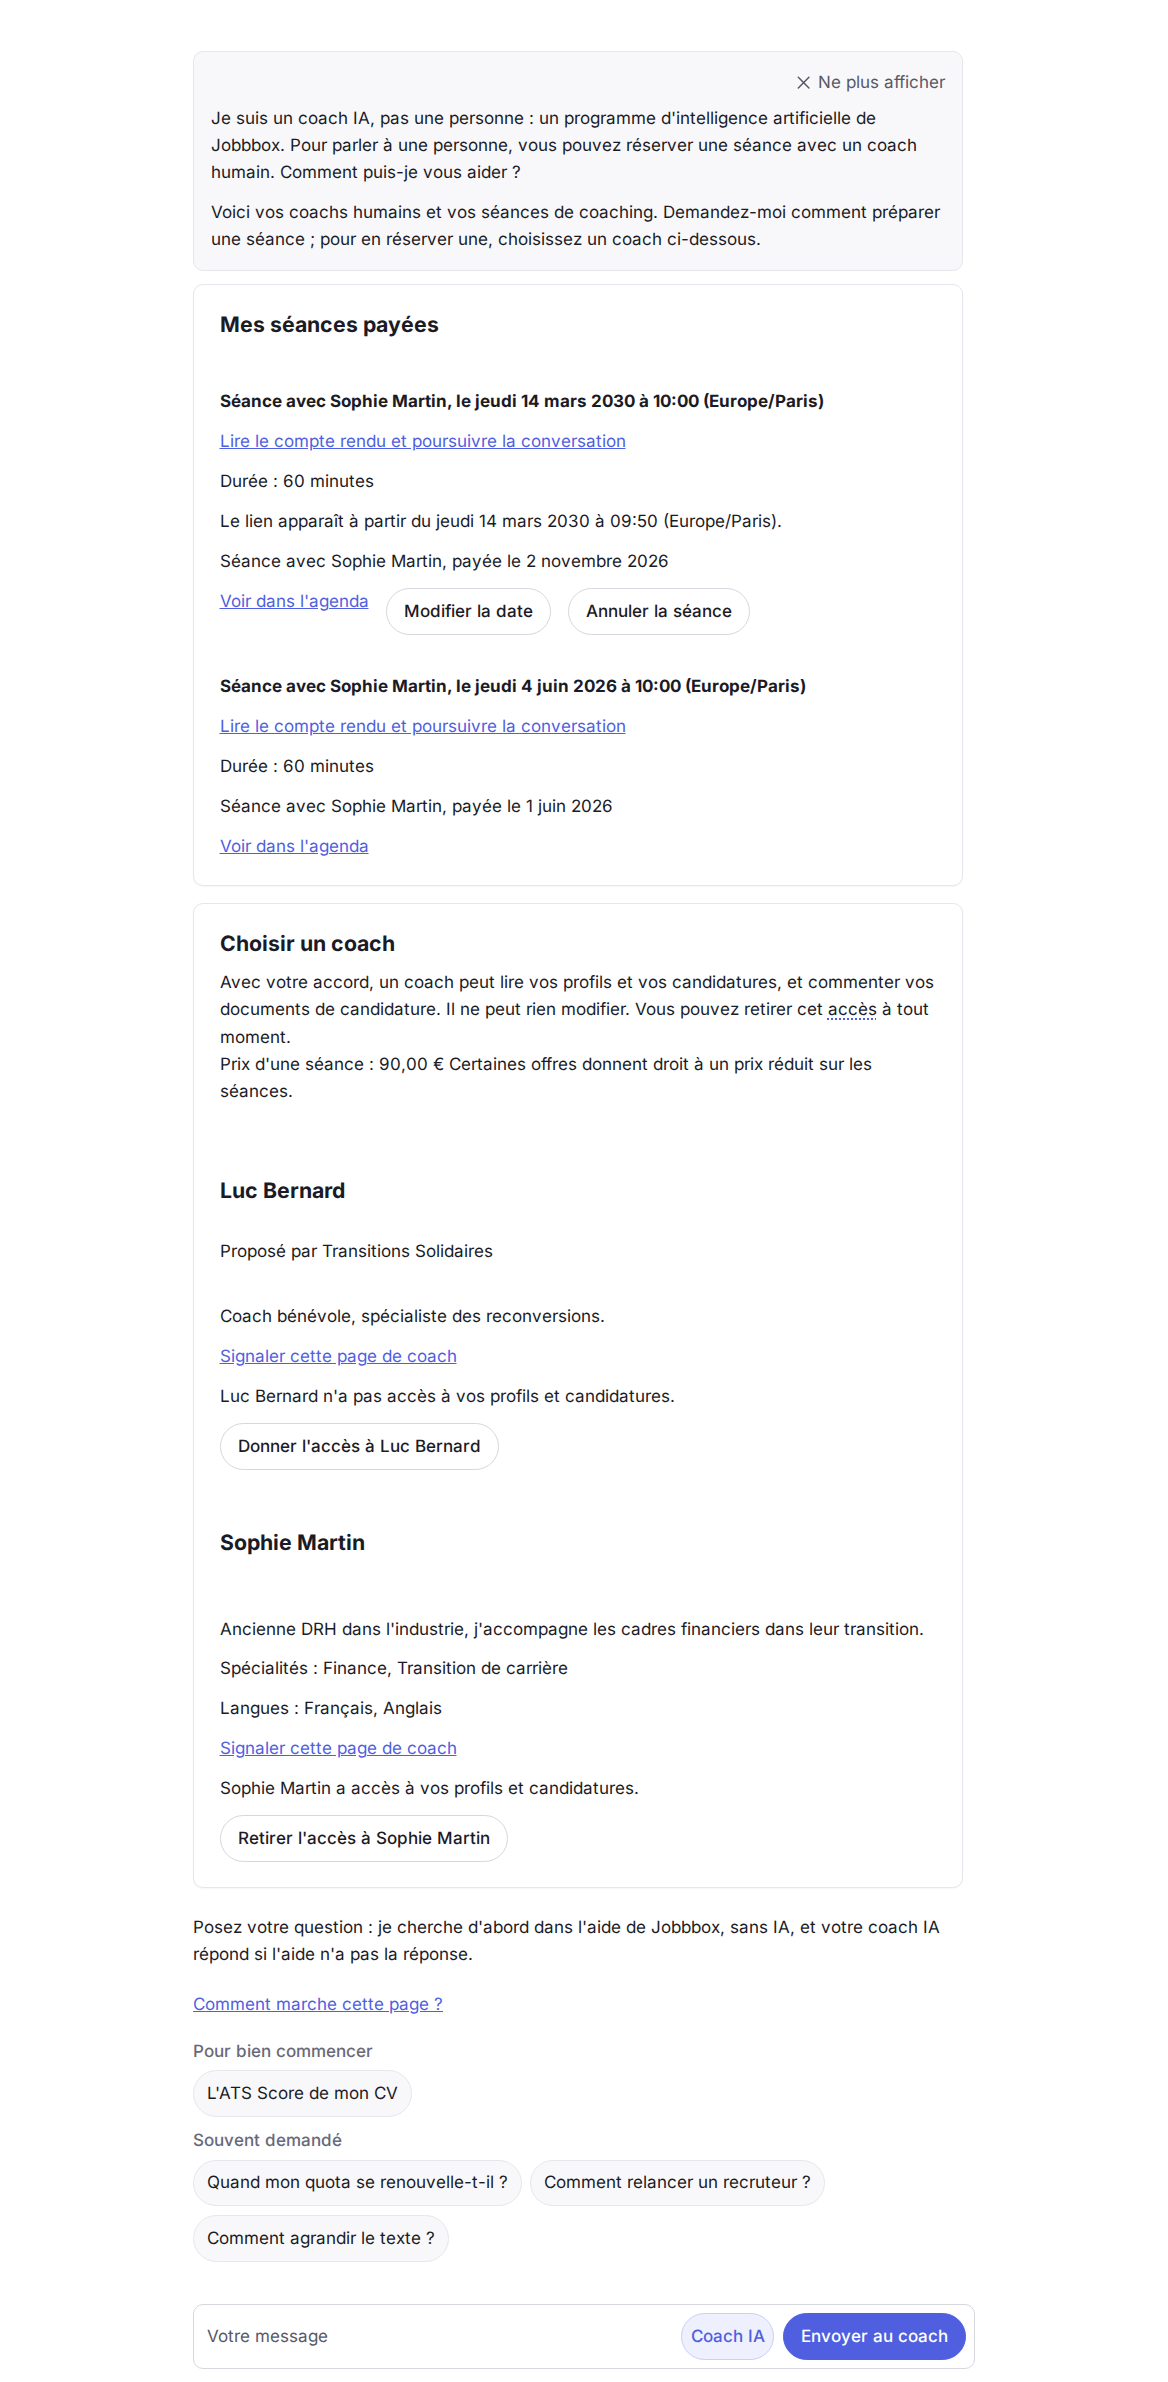 Ne plus afficher
Je suis un coach IA, pas une personne : un programme d'intelligence artificielle de
Jobbbox. Pour parler à une personne, vous pouvez réserver une séance avec un coach
humain. Comment puis-je vous aider ?
Voici vos coachs humains et vos séances de coaching. Demandez-moi comment préparer
une séance ; pour en réserver une, choisissez un coach ci-dessous.
Mes séances payées
Séance avec Sophie Martin, le jeudi 14 mars 2030 à 10:00 (Europe/Paris)
Lire le compte rendu et poursuivre la conversation
Durée : 60 minutes
Le lien apparaît à partir du jeudi 14 mars 2030 à 09:50 (Europe/Paris).
Séance avec Sophie Martin, payée le 2 novembre 2026
Voir dans l'agenda Modifier la date Annuler la séance
Séance avec Sophie Martin, le jeudi 4 juin 2026 à 10:00 (Europe/Paris)
Lire le compte rendu et poursuivre la conversation
Durée : 60 minutes
Séance avec Sophie Martin, payée le 1 juin 2026
Voir dans l'agenda
Choisir un coach
Avec votre accord, un coach peut lire vos profils et vos candidatures, et commenter vos
documents de candidature. Il ne peut rien modifier. Vous pouvez retirer cet accès à tout
moment.
Prix d'une séance : 90,00 € Certaines offres donnent droit à un prix réduit sur les
séances.
Luc Bernard
Proposé par Transitions Solidaires
Coach bénévole, spécialiste des reconversions.
Signaler cette page de coach
Luc Bernard n'a pas accès à vos profils et candidatures.
Donner l'accès à Luc Bernard
Sophie Martin
Ancienne DRH dans l'industrie, j'accompagne les cadres financiers dans leur transition.
Spécialités : Finance, Transition de carrière
Langues : Français, Anglais
Signaler cette page de coach
Sophie Martin a accès à vos profils et candidatures.
Retirer l'accès à Sophie Martin
Posez votre question : je cherche d'abord dans l'aide de Jobbbox, sans IA, et votre coach IA
répond si l'aide n'a pas la réponse.
Comment marche cette page ?
Pour bien commencer
L'ATS Score de mon CV
Souvent demandé
Quand mon quota se renouvelle-t-il ? Comment relancer un recruteur ?
Comment agrandir le texte ?
Votre message Coach IA Envoyer au coach